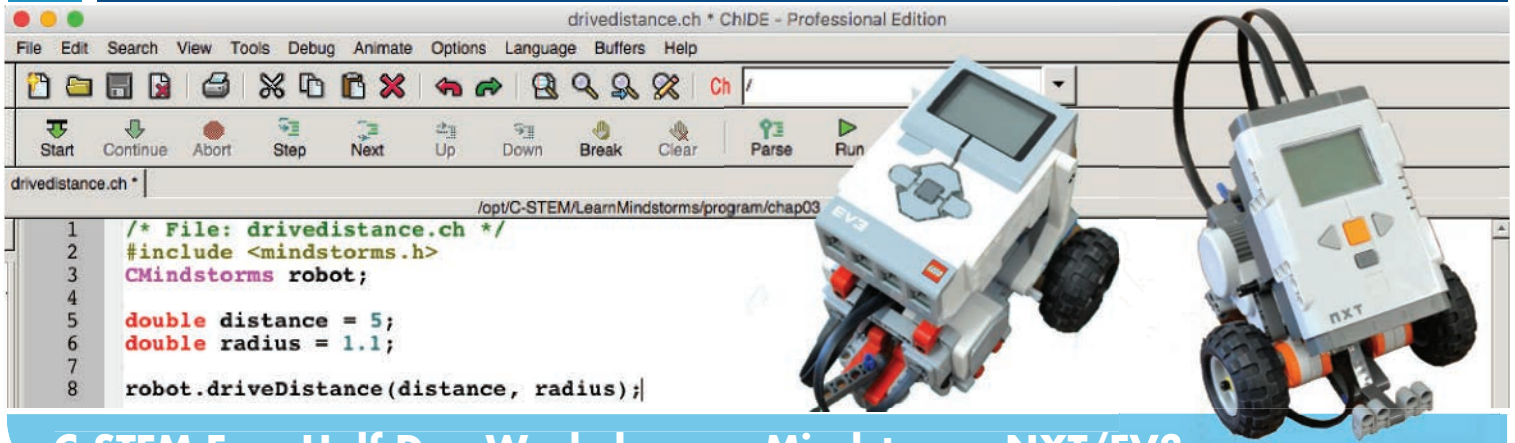 drivedistance.ch * ChIDE - Professional Edition
File Edit Search View Tools Debug Animate Options Language Buffers Help
Ch /
Start Continue Abort Step Next Up Down Break Clear Parse Run
drivedistance.ch *
/opt/C-STEM/LearnMindstorms/program/chap03
1 /* File: drivedistance.ch */
2 #include <mindstorms.h>
3 CMindstorms robot;
4
5 double distance = 5;
6 double radius = 1.1;
7
8 robot.driveDistance(distance, radius);
EV3
LEGO
NXT